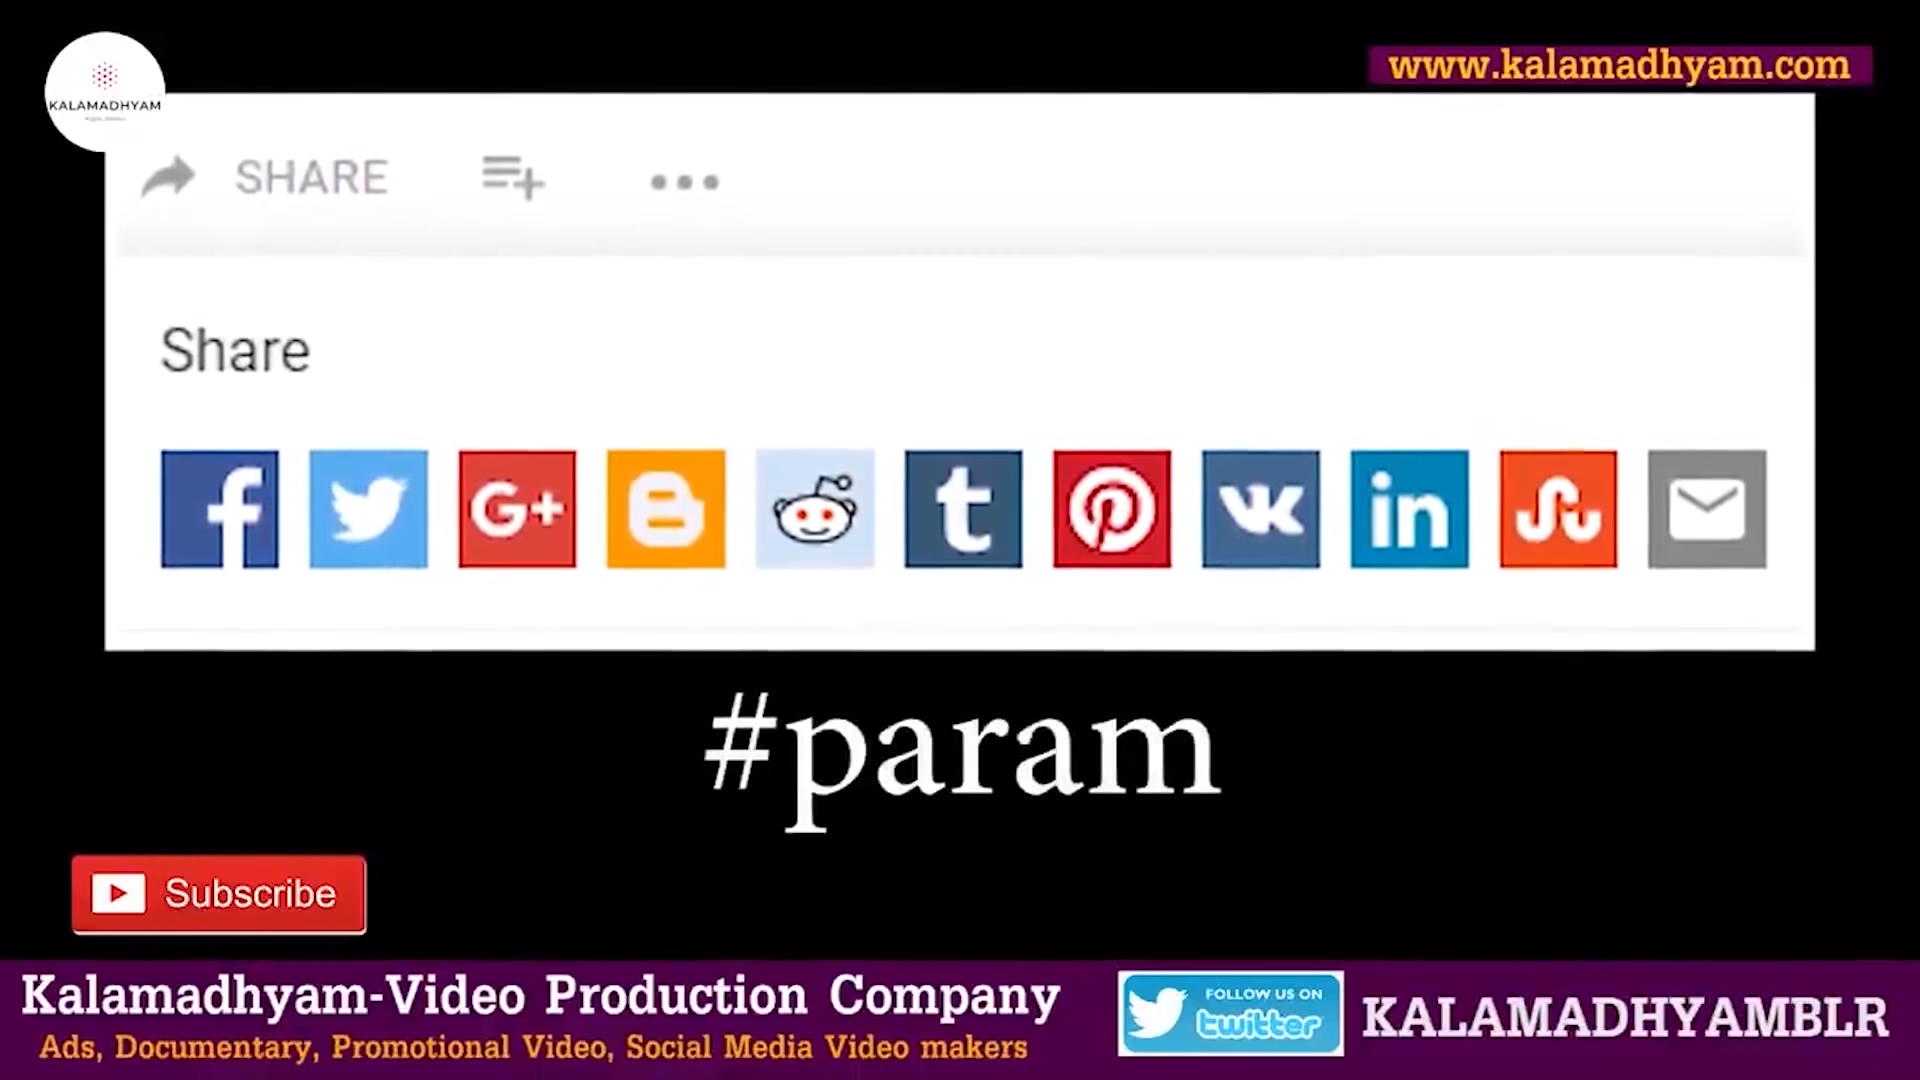 KALAMADHYAM
www.kalamadhyam.com
SHARE
Share
f G+ B t P VK in
#param
Subscribe
Kalamadhyam-Video Production Company
Ads, Documentary, Promotional Video, Social Media Video makers
FOLLOW US ON
twitter
KALAMADHYAMBLR